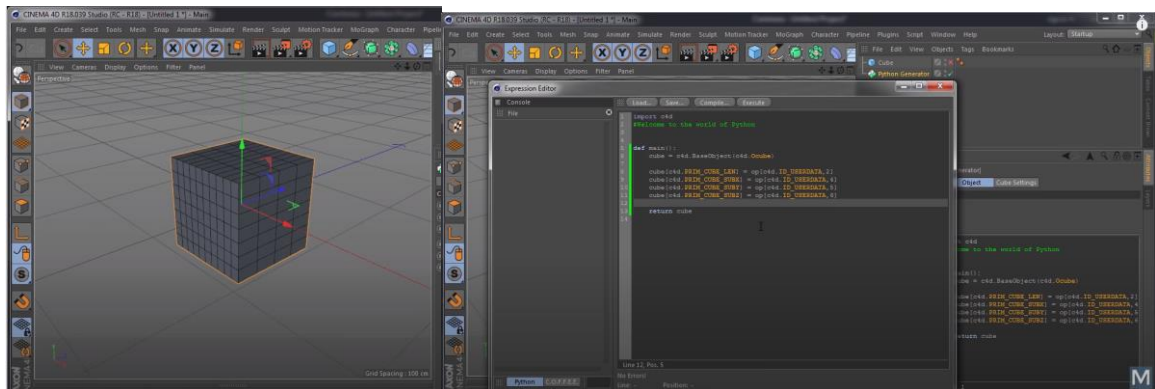 CINEMA 4D R18.039 Studio (RC - R18) - [Untitled 1 *] - Main
File Edit Create Select Tools Mesh Snap Animate Simulate Render Sculpt Motion Tracker MoGraph Character Pipeline
View Cameras Display Options Filter Panel
Perspective
Grid Spacing : 100 cm
MAXON
CINEMA 4D
CINEMA 4D R18.039 Studio (RC - R18) - [Untitled 1 *] - Main
File Edit Create Select Tools Mesh Snap Animate Simulate Render Sculpt Motion Tracker MoGraph Character Pipeline Plugins Script Window Help
Layout: Startup
File Edit View Objects Tags Bookmarks
View Cameras Display Options Filter Panel
Cube
Python Generator
Expression Editor
Console
File
Load... Save... Compile... Execute
import c4d
#Welcome to the world of Python
def main():
cube = c4d.BaseObject(c4d.Ocube)
cube[c4d.PRIM_CUBE_LEN] = op[c4d.ID_USERDATA,2]
cube[c4d.PRIM_CUBE_SUBX] = op[c4d.ID_USERDATA,4]
cube[c4d.PRIM_CUBE_SUBY] = op[c4d.ID_USERDATA,5]
cube[c4d.PRIM_CUBE_SUBZ] = op[c4d.ID_USERDATA,6]
return cube
Object Cube Settings
Line 12, Pos. 5
No Errors!
Line: - Position: -
Python C.O.F.F.E.E.
M